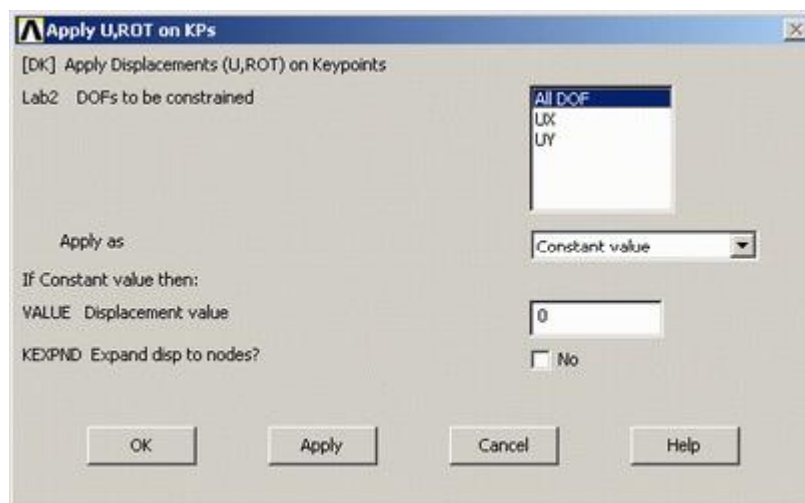 Apply U,ROT on KPs
[DK] Apply Displacements (U,ROT) on Keypoints
Lab2 DOFs to be constrained
All DOF
UX
UY
Apply as
Constant value
If Constant value then:
VALUE Displacement value
0
KEXPND Expand disp to nodes?
No
OK
Apply
Cancel
Help